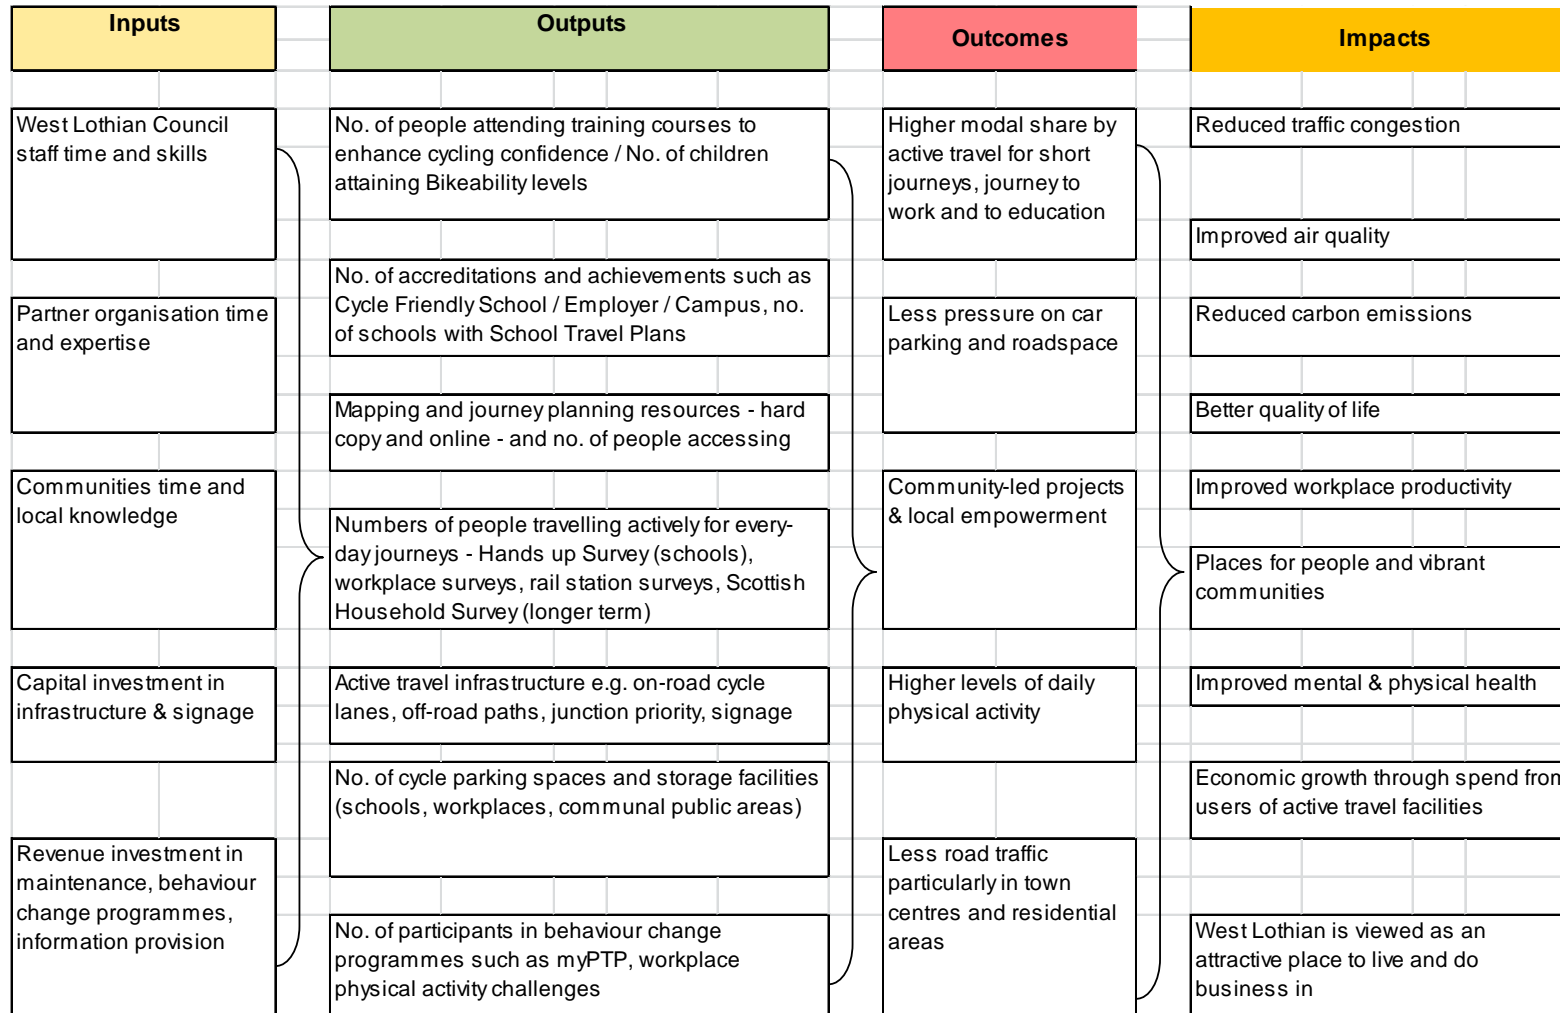 Inputs
Outputs
Outcomes
Impacts
West Lothian Council
staff time and skills
Partner organisation time
and expertise
Communities time and
local knowledge
Capital investment in
infrastructure & signage
Revenue investment in
maintenance, behaviour
change programmes,
information provision
No. of people attending training courses to
enhance cycling confidence / No. of children
attaining Bikeability levels
No. of accreditations and achievements such as
Cycle Friendly School / Employer / Campus, no.
of schools with School Travel Plans
Mapping and journey planning resources - hard
copy and online - and no. of people accessing
Numbers of people travelling actively for every-
day journeys - Hands up Survey (schools),
workplace surveys, rail station surveys, Scottish
Household Survey (longer term)
Active travel infrastructure e.g. on-road cycle
lanes, off-road paths, junction priority, signage
No. of cycle parking spaces and storage facilities
(schools, workplaces, communal public areas)
No. of participants in behaviour change
programmes such as myPTP, workplace
physical activity challenges
Higher modal share by
active travel for short
journeys, journey to
work and to education
Less pressure on car
parking and roadspace
Community-led projects
& local empowerment
Higher levels of daily
physical activity
Less road traffic
particularly in town
centres and residential
areas
Reduced traffic congestion
Improved air quality
Reduced carbon emissions
Better quality of life
Improved workplace productivity
Places for people and vibrant
communities
Improved mental & physical health
Economic growth through spend from
users of active travel facilities
West Lothian is viewed as an
attractive place to live and do
business in